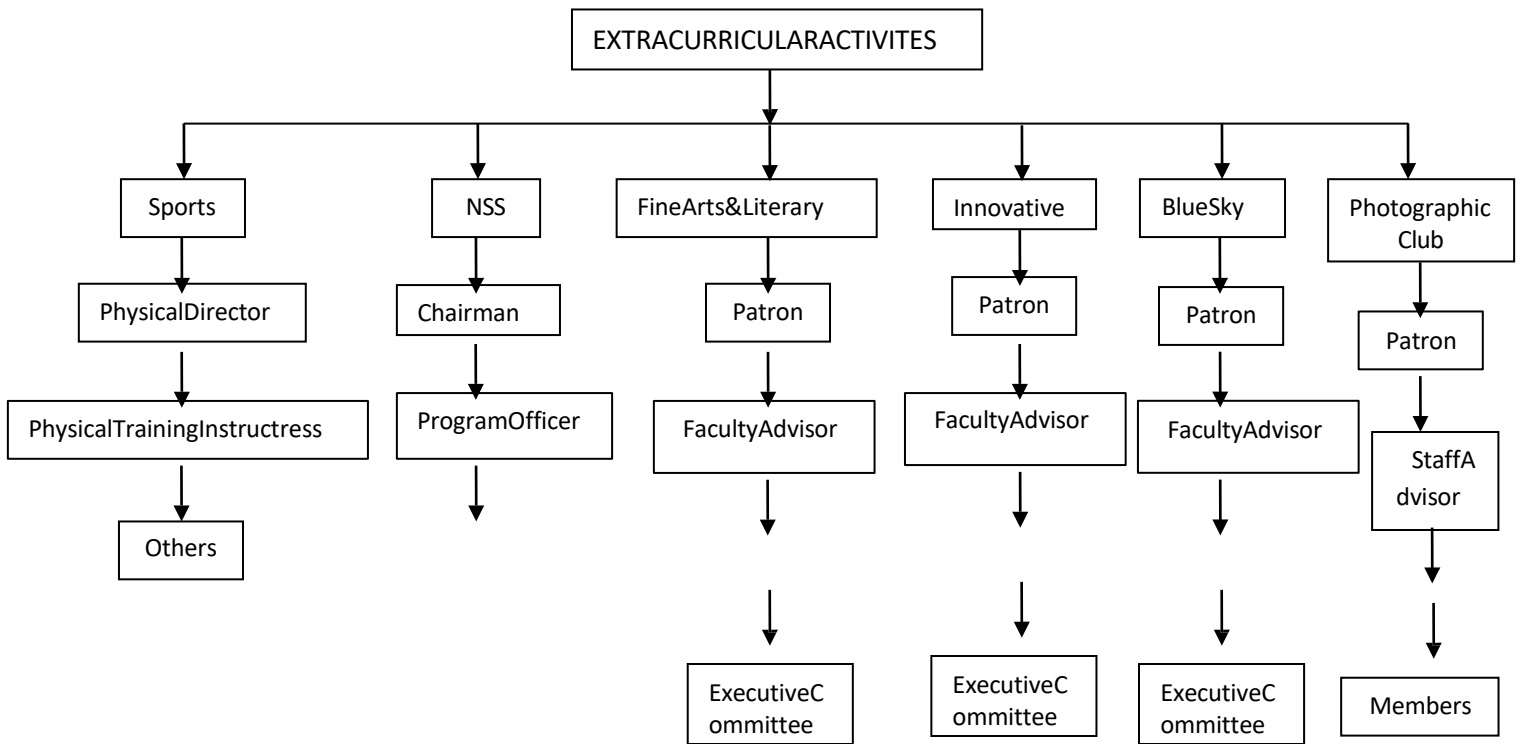 EXTRACURRICULARACTIVITES
Sports
NSS
FineArts&Literary
Innovative
BlueSky
Photographic
Club
PhysicalDirector
Chairman
Patron
Patron
Patron
Patron
PhysicalTrainingInstructress
ProgramOfficer
FacultyAdvisor
FacultyAdvisor
FacultyAdvisor
StaffA
dvisor
Others
ExecutiveC
ommittee
ExecutiveC
ommittee
ExecutiveC
ommittee
Members